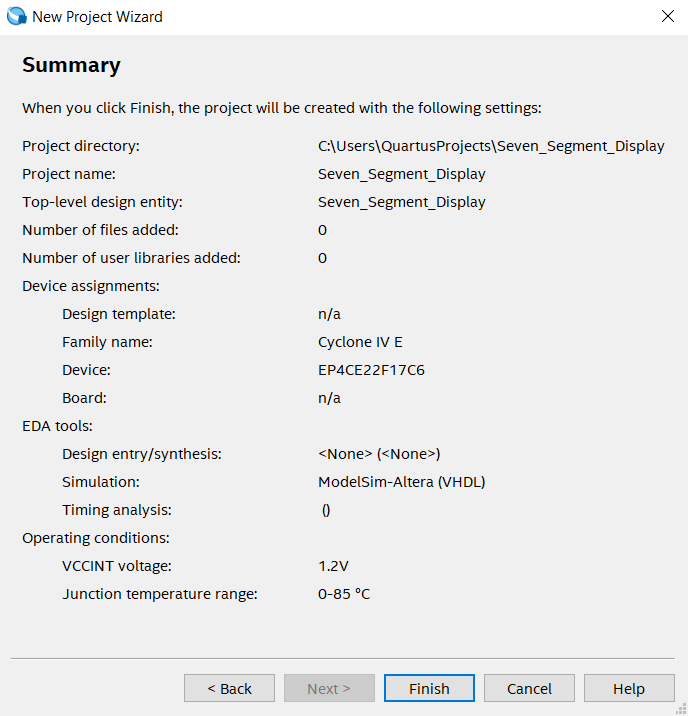 New Project Wizard
Summary
When you click Finish, the project will be created with the following settings:
Project directory: C:\Users\QuartusProjects\Seven_Segment_Display
Project name: Seven_Segment_Display
Top-level design entity: Seven_Segment_Display
Number of files added: 0
Number of user libraries added: 0
Device assignments:
Design template: n/a
Family name: Cyclone IV E
Device: EP4CE22F17C6
Board: n/a
EDA tools:
Design entry/synthesis: <None> (<None>)
Simulation: ModelSim-Altera (VHDL)
Timing analysis: ()
Operating conditions:
VCCINT voltage: 1.2V
Junction temperature range: 0-85 °C
< Back Next > Finish Cancel Help